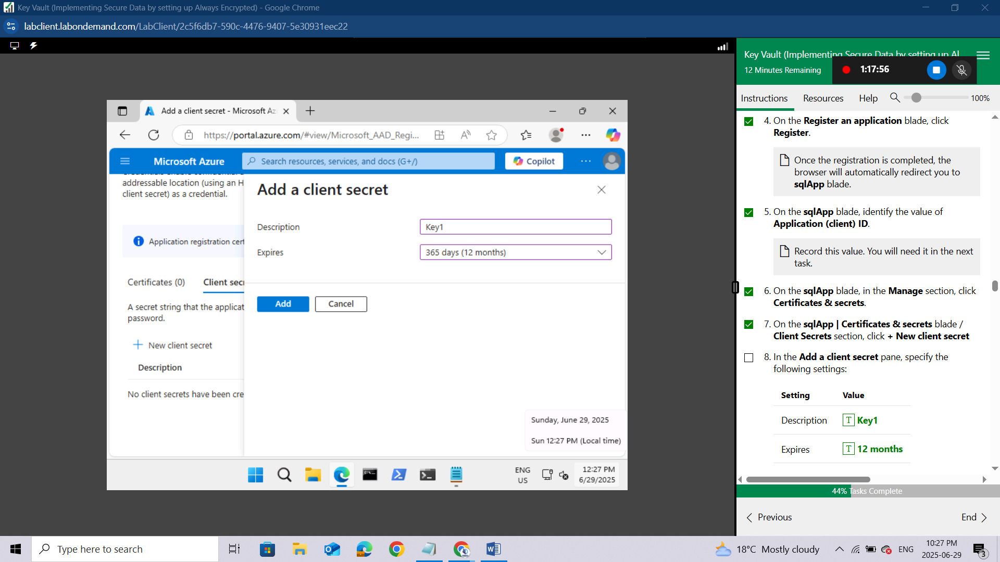 Key Vault (Implementing Secure Data by setting up Always Encrypted) - Google Chrome
labclient.labondemand.com/LabClient/2c5f6db7-590c-4476-9407-5e30931eec22
Add a client secret - Microsoft Az
https://portal.azure.com/#view/Microsoft_AAD_Regi...
Microsoft Azure
Search resources, services, and docs (G+/)
Copilot
addressable location (using an H
client secret) as a credential.
Application registration cert
Certificates (0)
Client secr
A secret string that the applicat
password.
New client secret
Description
No client secrets have been cre
Add a client secret
Description
Key1
Expires
365 days (12 months)
Add
Cancel
Sunday, June 29, 2025
Sun 12:27 PM (Local time)
ENG
US
12:27 PM
6/29/2025
Key Vault (Implementing Secure Data by setting up Al
12 Minutes Remaining
1:17:56
Instructions
Resources
Help
100%
4. On the Register an application blade, click
Register.
Once the registration is completed, the
browser will automatically redirect you to
sqlApp blade.
5. On the sqlApp blade, identify the value of
Application (client) ID.
Record this value. You will need it in the next
task.
6. On the sqlApp blade, in the Manage section, click
Certificates & secrets.
7. On the sqlApp | Certificates & secrets blade /
Client Secrets section, click + New client secret
8. In the Add a client secret pane, specify the
following settings:
Setting Value
Description T Key1
Expires T 12 months
44% Tasks Complete
Previous
End
Type here to search
18°C Mostly cloudy
ENG
10:27 PM
2025-06-29
3